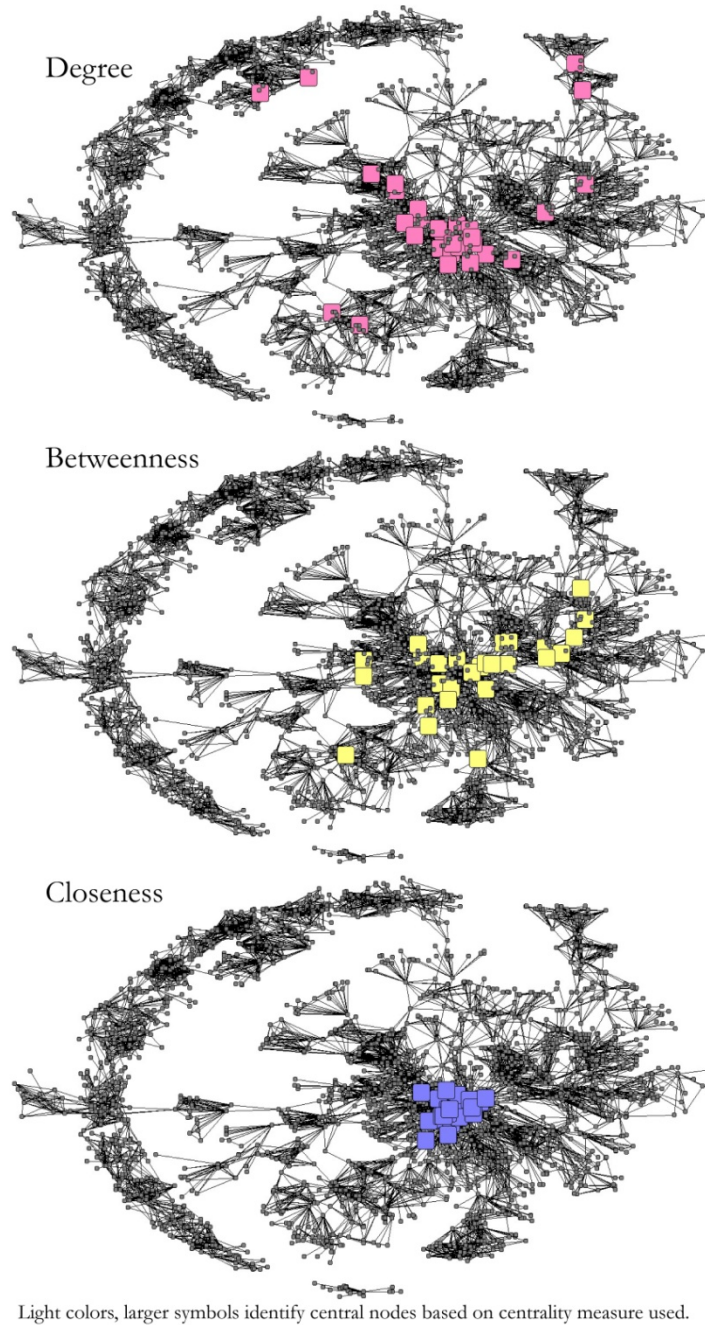 Degree
Betweenness
Closeness
Light colors, larger symbols identify central nodes based on centrality measure used.